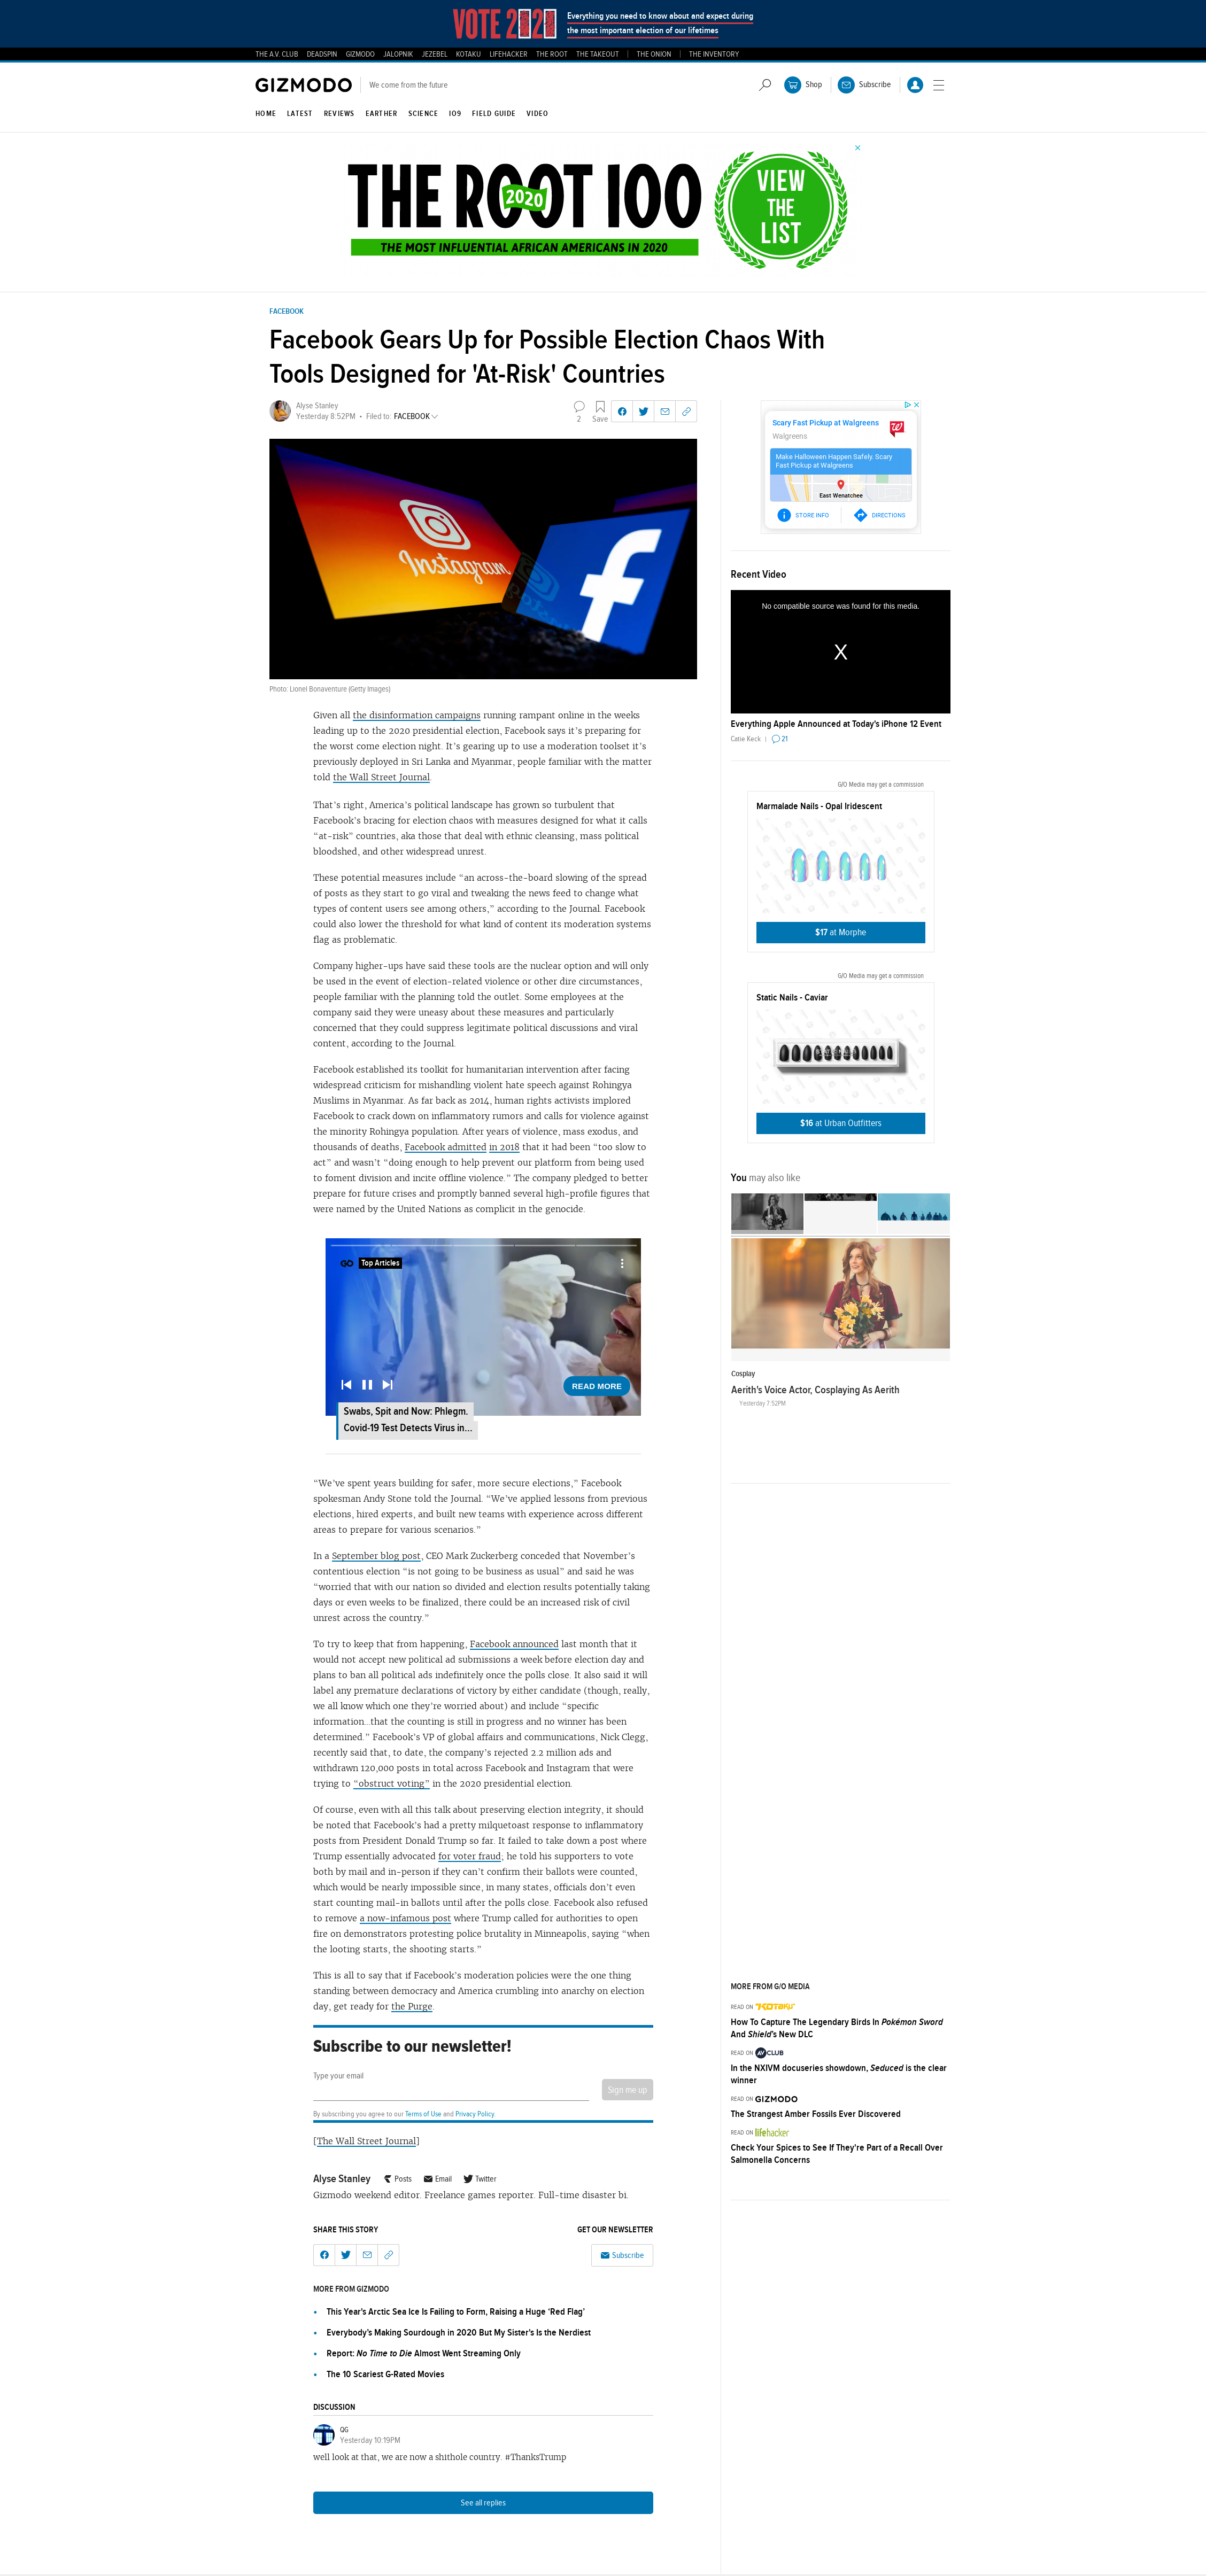 VOTE 2020
Everything you need to know about and expect during
the most important election of our lifetimes
THE A.V. CLUB DEADSPIN GIZMODO JALOPNIK JEZEBEL KOTAKU LIFEHACKER THE ROOT THE TAKEOUT THE ONION THE INVENTORY
GIZMODO We come from the future Shop Subscribe
HOME LATEST REVIEWS EARTHER SCIENCE IO9 FIELD GUIDE VIDEO
THE ROOT 100
2020
THE MOST INFLUENTIAL AFRICAN AMERICANS IN 2020
VIEW
THE
LIST
FACEBOOK
Facebook Gears Up for Possible Election Chaos With
Tools Designed for 'At-Risk' Countries
Alyse Stanley
Yesterday 8:52PM • Filed to: FACEBOOK
2 Save
Instagram
Photo: Lionel Bonaventure (Getty Images)
Given all the disinformation campaigns running rampant online in the weeks
leading up to the 2020 presidential election, Facebook says it's preparing for
the worst come election night. It's gearing up to use a moderation toolset it's
previously deployed in Sri Lanka and Myanmar, people familiar with the matter
told the Wall Street Journal.
That's right, America's political landscape has grown so turbulent that
Facebook's bracing for election chaos with measures designed for what it calls
“at-risk” countries, aka those that deal with ethnic cleansing, mass political
bloodshed, and other widespread unrest.
These potential measures include “an across-the-board slowing of the spread
of posts as they start to go viral and tweaking the news feed to change what
types of content users see among others,” according to the Journal. Facebook
could also lower the threshold for what kind of content its moderation systems
flag as problematic.
Company higher-ups have said these tools are the nuclear option and will only
be used in the event of election-related violence or other dire circumstances,
people familiar with the planning told the outlet. Some employees at the
company said they were uneasy about these measures and particularly
concerned that they could suppress legitimate political discussions and viral
content, according to the Journal.
Facebook established its toolkit for humanitarian intervention after facing
widespread criticism for mishandling violent hate speech against Rohingya
Muslims in Myanmar. As far back as 2014, human rights activists implored
Facebook to crack down on inflammatory rumors and calls for violence against
the minority Rohingya population. After years of violence, mass exodus, and
thousands of deaths, Facebook admitted in 2018 that it had been “too slow to
act” and wasn't “doing enough to help prevent our platform from being used
to foment division and incite offline violence.” The company pledged to better
prepare for future crises and promptly banned several high-profile figures that
were named by the United Nations as complicit in the genocide.
GO Top Articles
READ MORE
Swabs, Spit and Now: Phlegm.
Covid-19 Test Detects Virus in...
“We've spent years building for safer, more secure elections,” Facebook
spokesman Andy Stone told the Journal. “We've applied lessons from previous
elections, hired experts, and built new teams with experience across different
areas to prepare for various scenarios.”
In a September blog post, CEO Mark Zuckerberg conceded that November's
contentious election “is not going to be business as usual” and said he was
“worried that with our nation so divided and election results potentially taking
days or even weeks to be finalized, there could be an increased risk of civil
unrest across the country.”
To try to keep that from happening, Facebook announced last month that it
would not accept new political ad submissions a week before election day and
plans to ban all political ads indefinitely once the polls close. It also said it will
label any premature declarations of victory by either candidate (though, really,
we all know which one they're worried about) and include “specific
information...that the counting is still in progress and no winner has been
determined.” Facebook's VP of global affairs and communications, Nick Clegg,
recently said that, to date, the company's rejected 2.2 million ads and
withdrawn 120,000 posts in total across Facebook and Instagram that were
trying to “obstruct voting” in the 2020 presidential election.
Of course, even with all this talk about preserving election integrity, it should
be noted that Facebook's had a pretty milquetoast response to inflammatory
posts from President Donald Trump so far. It failed to take down a post where
Trump essentially advocated for voter fraud; he told his supporters to vote
both by mail and in-person if they can't confirm their ballots were counted,
which would be nearly impossible since, in many states, officials don't even
start counting mail-in ballots until after the polls close. Facebook also refused
to remove a now-infamous post where Trump called for authorities to open
fire on demonstrators protesting police brutality in Minneapolis, saying “when
the looting starts, the shooting starts.”
This is all to say that if Facebook's moderation policies were the one thing
standing between democracy and America crumbling into anarchy on election
day, get ready for the Purge.
Subscribe to our newsletter!
Type your email
Sign me up
By subscribing you agree to our Terms of Use and Privacy Policy.
[The Wall Street Journal]
Alyse Stanley Posts Email Twitter
Gizmodo weekend editor. Freelance games reporter. Full-time disaster bi.
SHARE THIS STORY GET OUR NEWSLETTER
Subscribe
MORE FROM GIZMODO
• This Year's Arctic Sea Ice Is Failing to Form, Raising a Huge 'Red Flag'
• Everybody's Making Sourdough in 2020 But My Sister's Is the Nerdiest
• Report: No Time to Die Almost Went Streaming Only
• The 10 Scariest G-Rated Movies
DISCUSSION
QG
Yesterday 10:19PM
well look at that, we are now a shithole country. #ThanksTrump
See all replies
Scary Fast Pickup at Walgreens
Walgreens
Make Halloween Happen Safely. Scary
Fast Pickup at Walgreens
East Wenatchee
STORE INFO DIRECTIONS
Recent Video
No compatible source was found for this media.
X
Everything Apple Announced at Today's iPhone 12 Event
Catie Keck 21
G/O Media may get a commission
Marmalade Nails - Opal Iridescent
$17 at Morphe
G/O Media may get a commission
Static Nails - Caviar
$16 at Urban Outfitters
You may also like
Cosplay
Aerith's Voice Actor, Cosplaying As Aerith
Yesterday 7:52PM
MORE FROM G/O MEDIA
READ ON KOTAKU
How To Capture The Legendary Birds In Pokémon Sword
And Shield's New DLC
READ ON AV CLUB
In the NXIVM docuseries showdown, Seduced is the clear
winner
READ ON GIZMODO
The Strangest Amber Fossils Ever Discovered
READ ON lifehacker
Check Your Spices to See If They're Part of a Recall Over
Salmonella Concerns